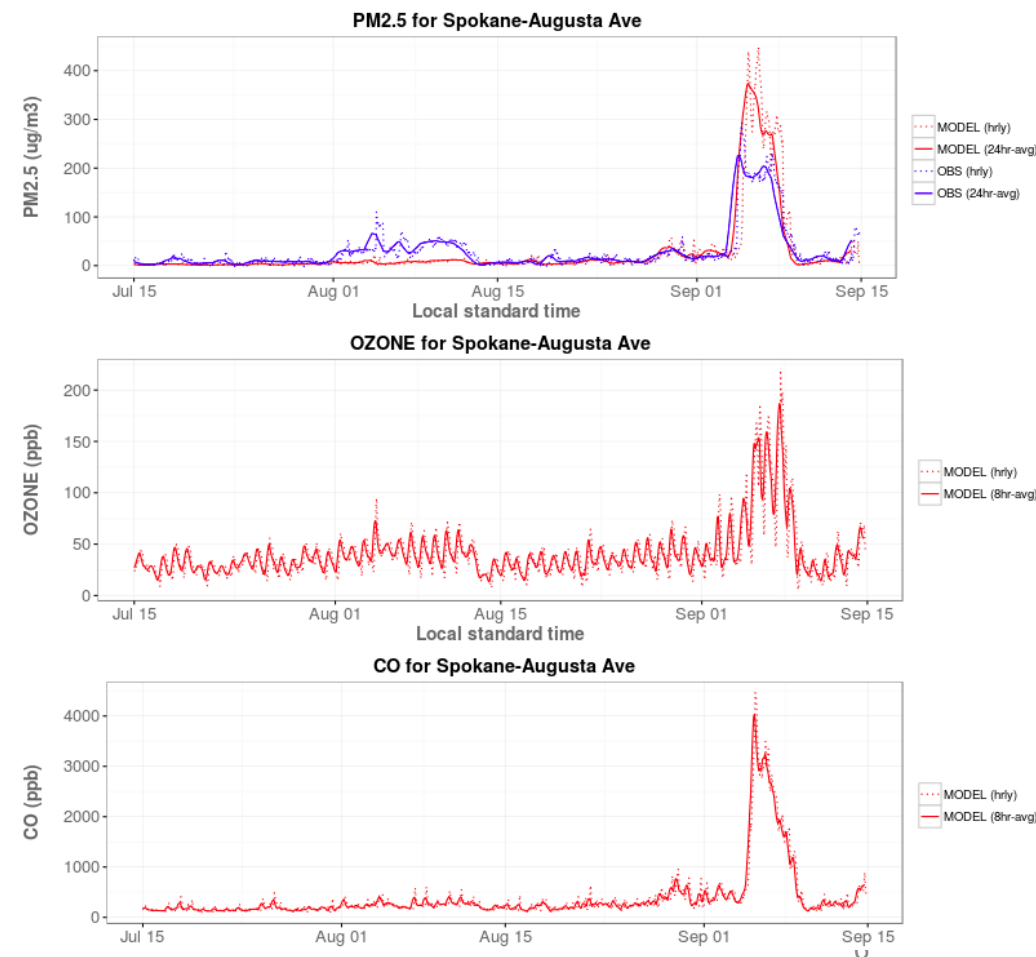 PM2.5 for Spokane-Augusta Ave
PM2.5 (ug/m3)
400
300
200
100
0
Jul 15 Aug 01 Aug 15 Sep 01 Sep 15
Local standard time
MODEL (hrly)
MODEL (24hr-avg)
OBS (hrly)
OBS (24hr-avg)
OZONE for Spokane-Augusta Ave
OZONE (ppb)
200
150
100
50
0
Jul 15 Aug 01 Aug 15 Sep 01 Sep 15
Local standard time
MODEL (hrly)
MODEL (8hr-avg)
CO for Spokane-Augusta Ave
CO (ppb)
4000
3000
2000
1000
0
Jul 15 Aug 01 Aug 15 Sep 01 Sep 15
MODEL (hrly)
MODEL (8hr-avg)